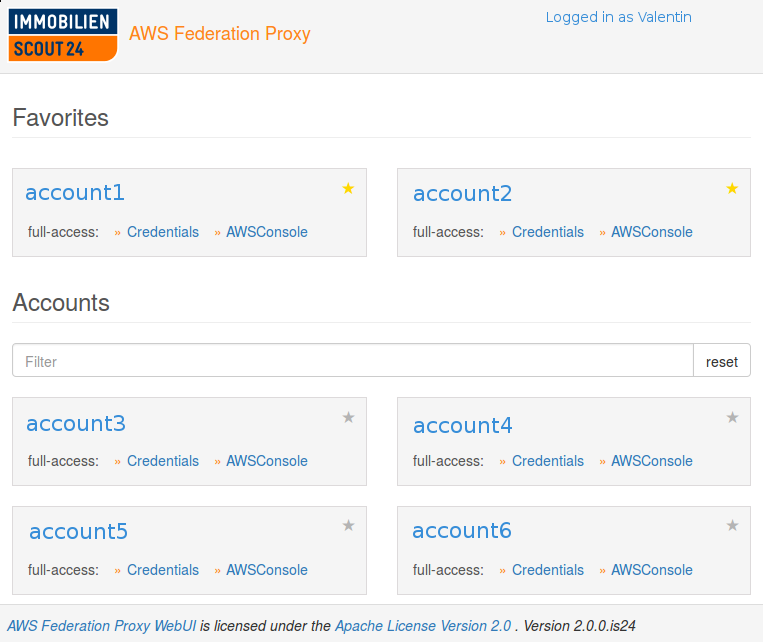 IMMOBILIEN
SCOUT24
AWS Federation Proxy
Logged in as Valentin
Favorites
account1 ★
full-access: » Credentials » AWSConsole
account2 ★
full-access: » Credentials » AWSConsole
Accounts
Filter reset
account3 ★
full-access: » Credentials » AWSConsole
account4 ★
full-access: » Credentials » AWSConsole
account5 ★
full-access: » Credentials » AWSConsole
account6 ★
full-access: » Credentials » AWSConsole
AWS Federation Proxy WebUI is licensed under the Apache License Version 2.0 . Version 2.0.0.is24